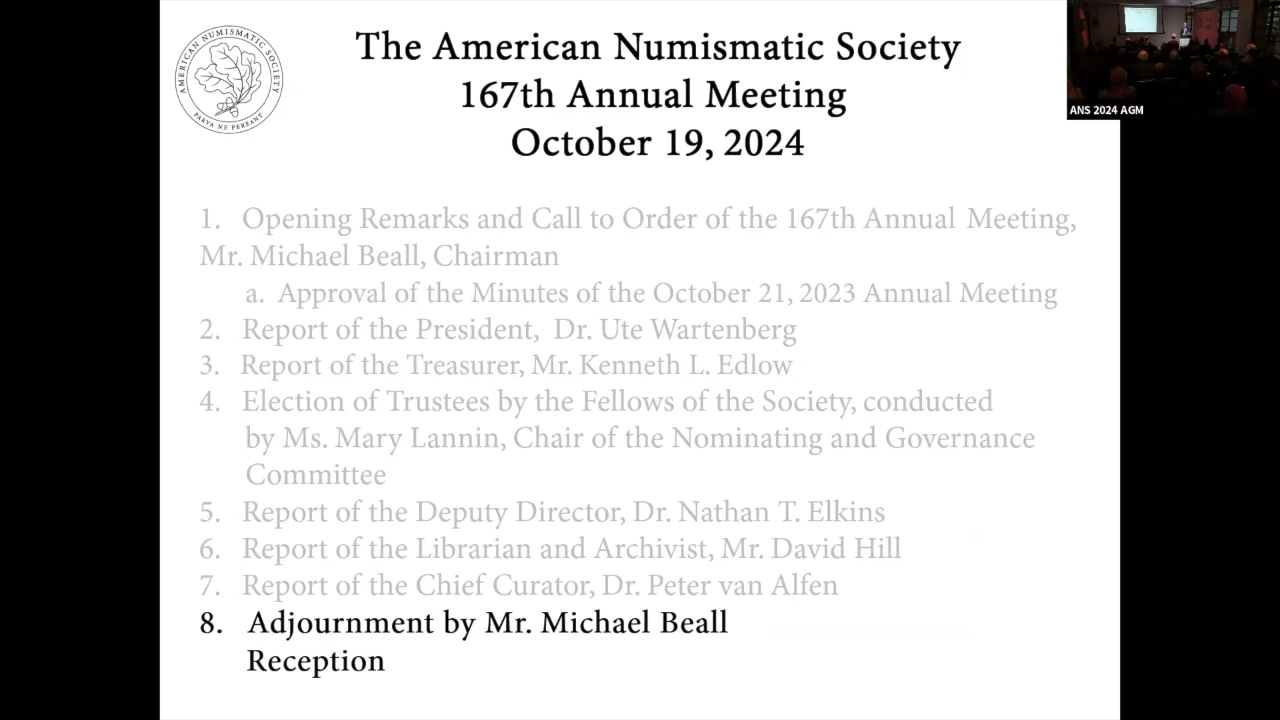 AMERICAN NUMISMATIC SOCIETY
PARVA NE PEREANT
The American Numismatic Society
167th Annual Meeting
October 19, 2024
ANS 2024 AGM
1. Opening Remarks and Call to Order of the 167th Annual Meeting,
Mr. Michael Beall, Chairman
a. Approval of the Minutes of the October 21, 2023 Annual Meeting
2. Report of the President, Dr. Ute Wartenberg
3. Report of the Treasurer, Mr. Kenneth L. Edlow
4. Election of Trustees by the Fellows of the Society, conducted
by Ms. Mary Lannin, Chair of the Nominating and Governance
Committee
5. Report of the Deputy Director, Dr. Nathan T. Elkins
6. Report of the Librarian and Archivist, Mr. David Hill
7. Report of the Chief Curator, Dr. Peter van Alfen
8. Adjournment by Mr. Michael Beall
Reception